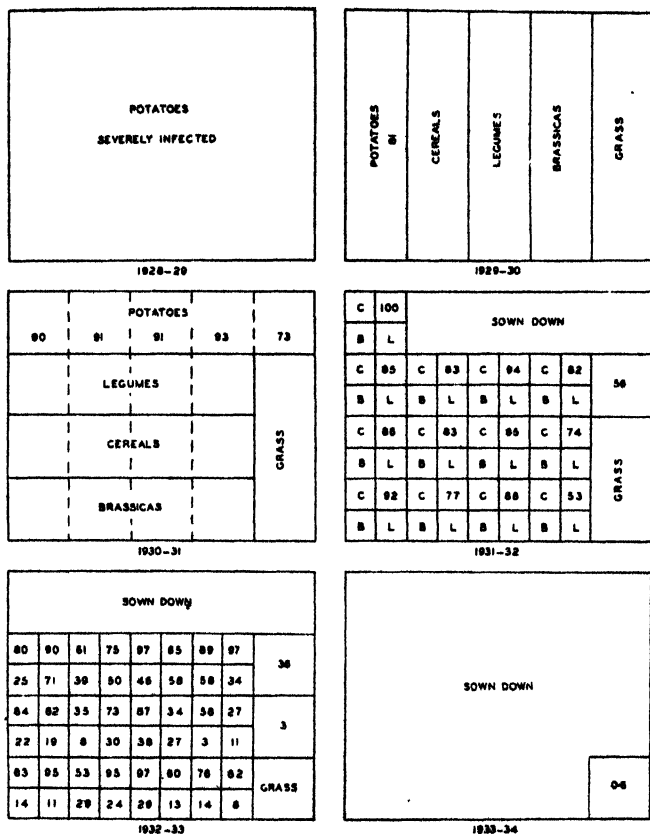 POTATOES
SEVERELY INFECTED
1928-29
POTATOES 81
CEREALS
LEGUMES
BRASSICAS
GRASS
1929-30
POTATOES
90 91 91 93 73
LEGUMES
CEREALS
GRASS
BRASSICAS
1930-31
C 100
SOWN DOWN
B L
C 85 C 83 C 94 C 82
56
B L B L B L B L
C 86 C 83 C 85 C 74
B L B L B L B L
GRASS
C 92 C 77 C 88 C 53
B L B L B L B L
1931-32
SOWN DOWN
80 90 61 75 97 85 89 97
36
25 71 39 50 46 58 58 34
84 82 35 73 87 34 58 27
3
22 19 8 30 38 27 3 11
83 95 53 95 97 80 78 82
GRASS
14 11 29 24 29 13 14 8
1932-33
SOWN DOWN
0·6
1933-34